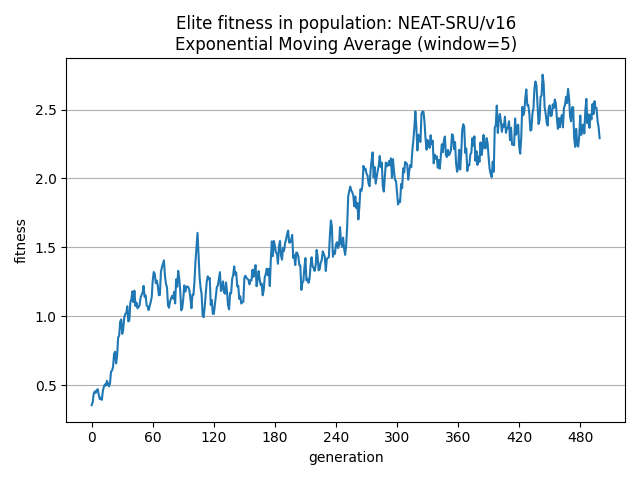 Elite fitness in population: NEAT-SRU/v16
Exponential Moving Average (window=5)
fitness
2.5
2.0
1.5
1.0
0.5
0 60 120 180 240 300 360 420 480
generation